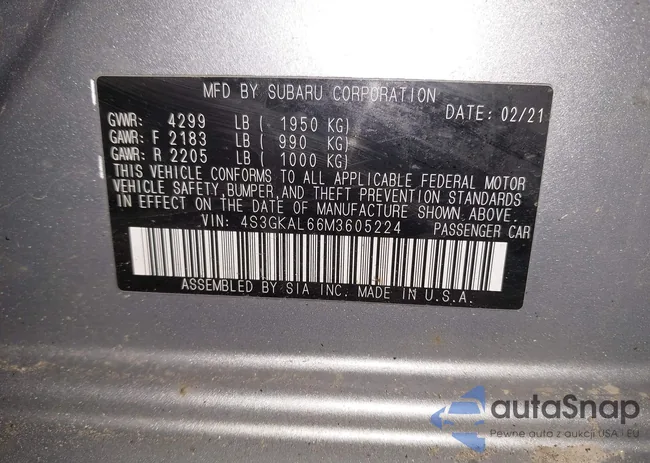 MFD BY SUBARU CORPORATION
DATE: 02/21
GVWR: 4299 LB ( 1950 KG)
GAWR: F 2183 LB ( 990 KG)
GAWR: R 2205 LB ( 1000 KG)
THIS VEHICLE CONFORMS TO ALL APPLICABLE FEDERAL MOTOR
VEHICLE SAFETY, BUMPER, AND THEFT PREVENTION STANDARDS
IN EFFECT ON THE DATE OF MANUFACTURE SHOWN ABOVE.
VIN: 4S3GKAL66M3605224 PASSENGER CAR
ASSEMBLED BY SIA INC. MADE IN U.S.A.
autaSnap
Pewne auta z aukcji USA i EU